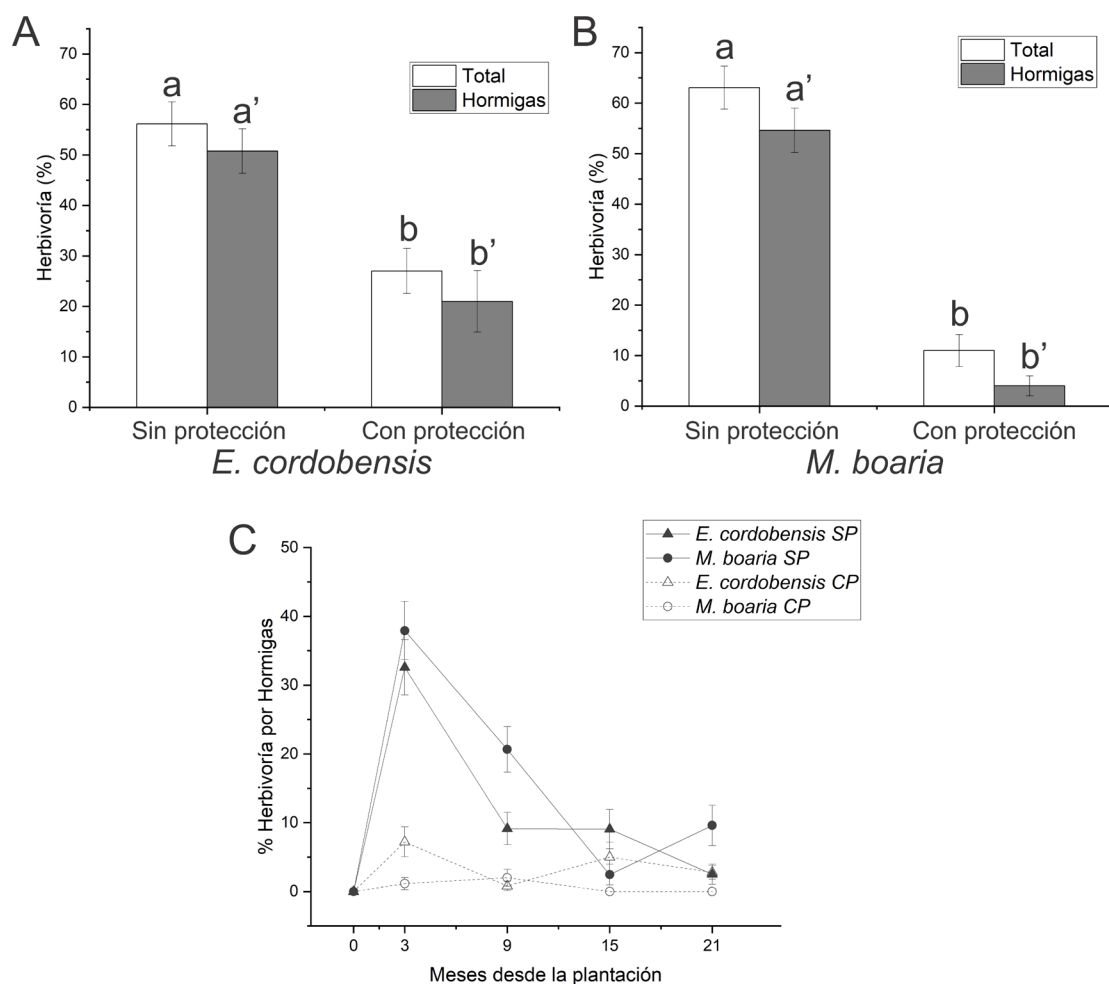 A
Herbivoría (%)
70
60
50
40
30
20
10
0
Total
Hormigas
a
a’
b
b’
Sin protección
Con protección
E. cordobensis
B
Herbivoría (%)
70
60
50
40
30
20
10
0
Total
Hormigas
a
a’
b
b’
Sin protección
Con protección
M. boaria
C
% Herbivoría por Hormigas
50
40
30
20
10
0
E. cordobensis SP
M. boaria SP
E. cordobensis CP
M. boaria CP
0
3
9
15
21
Meses desde la plantación